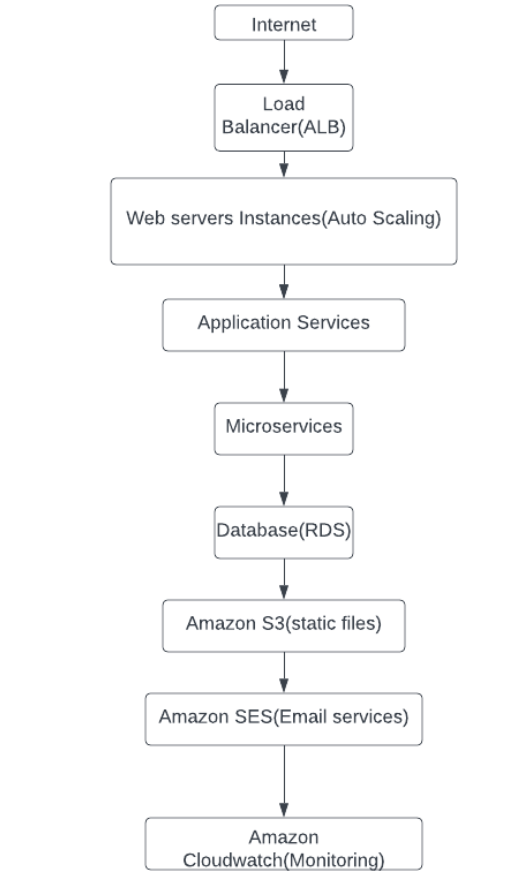 Internet
Load
Balancer(ALB)
Web servers Instances(Auto Scaling)
Application Services
Microservices
Database(RDS)
Amazon S3(static files)
Amazon SES(Email services)
Amazon
Cloudwatch(Monitoring)